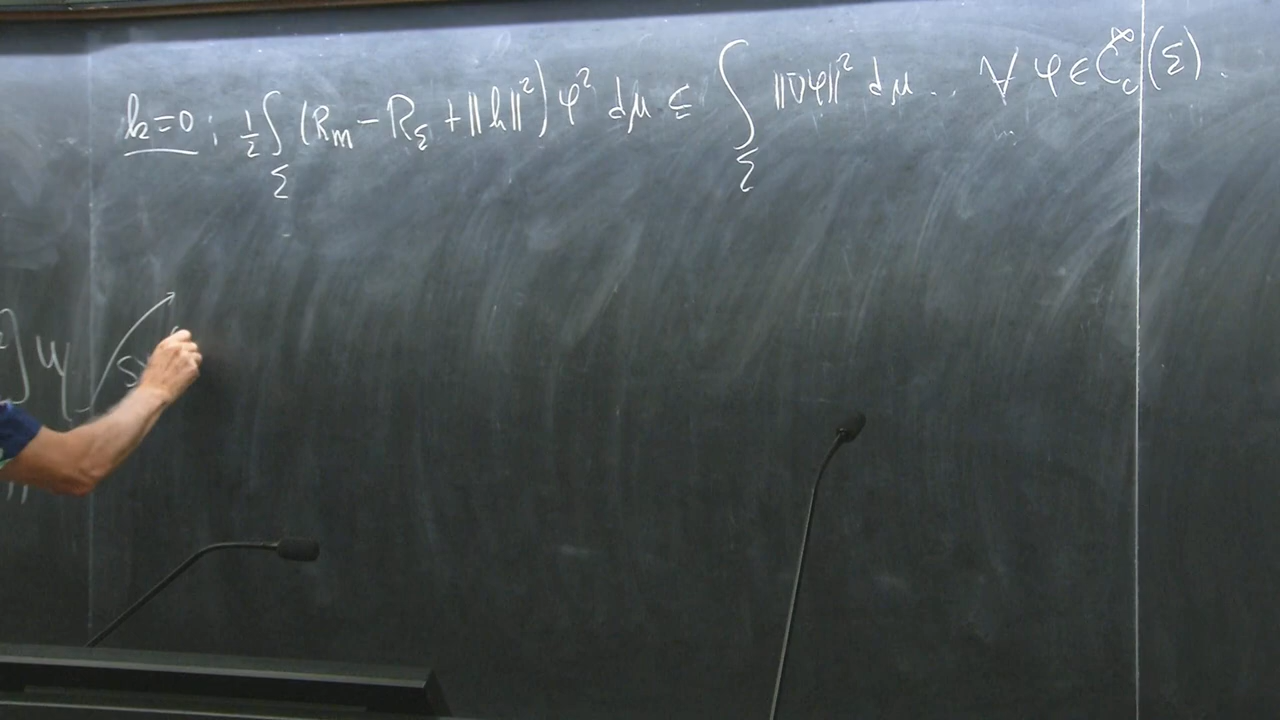 k=0 : ½ ∫_Σ (R_M − R_Σ + ||h||²) φ² dμ ≤ ∫_Σ ||∇φ||² dμ .. ∀ φ ∈ C_c^∞ (Σ).
] ψ